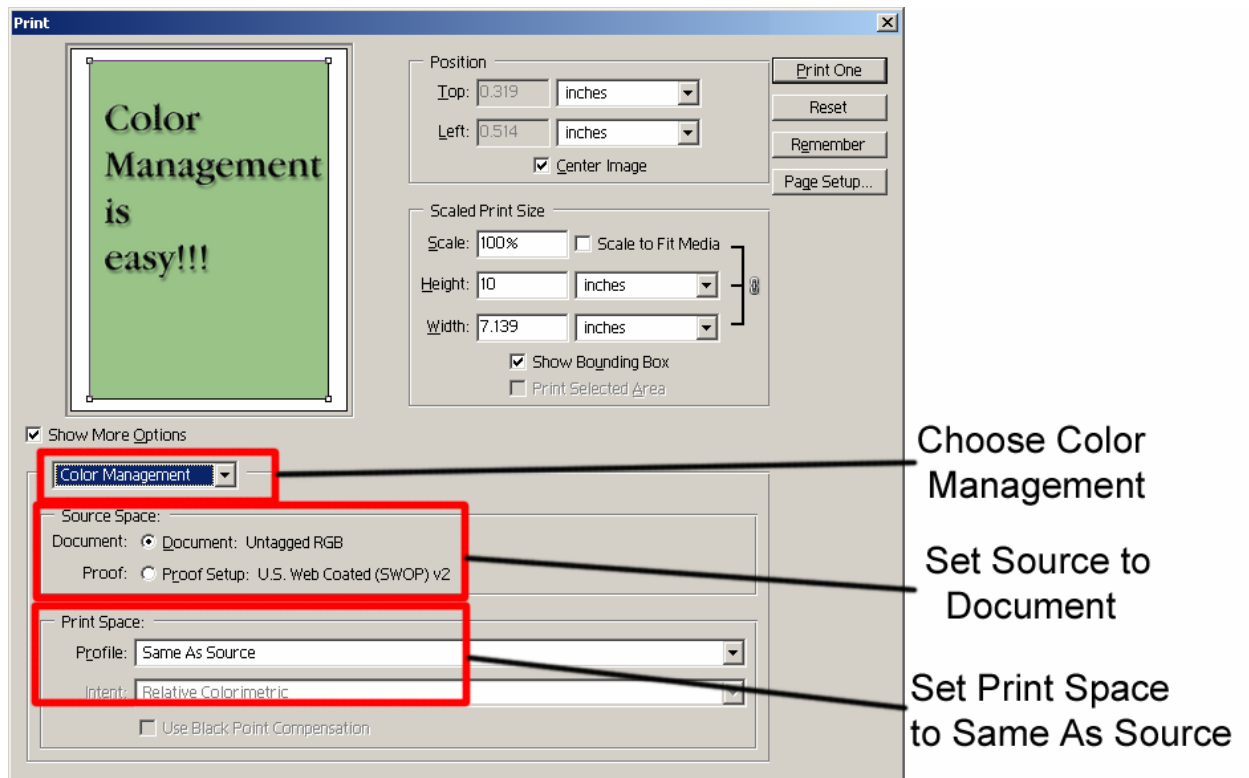 Print
Color
Management
is
easy!!!
Position
Top: 0.319 inches
Left: 0.514 inches
Center Image
Scaled Print Size
Scale: 100% Scale to Fit Media
Height: 10 inches
Width: 7.139 inches
Show Bounding Box
Print Selected Area
Print One
Reset
Remember
Page Setup...
Show More Options
Color Management
Source Space:
Document: Document: Untagged RGB
Proof: Proof Setup: U.S. Web Coated (SWOP) v2
Print Space:
Profile: Same As Source
Intent: Relative Colorimetric
Use Black Point Compensation
Choose Color
Management
Set Source to
Document
Set Print Space
to Same As Source